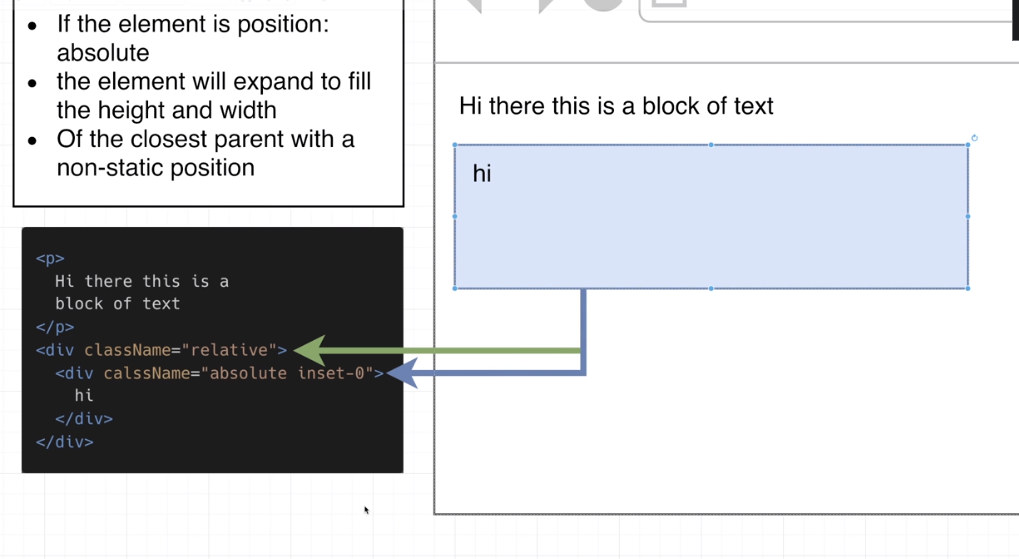 If the element is position:
absolute
the element will expand to fill
the height and width
Of the closest parent with a
non-static position
<p>
Hi there this is a
block of text
</p>
<div className="relative">
<div calssName="absolute inset-0">
hi
</div>
</div>
Hi there this is a block of text
hi